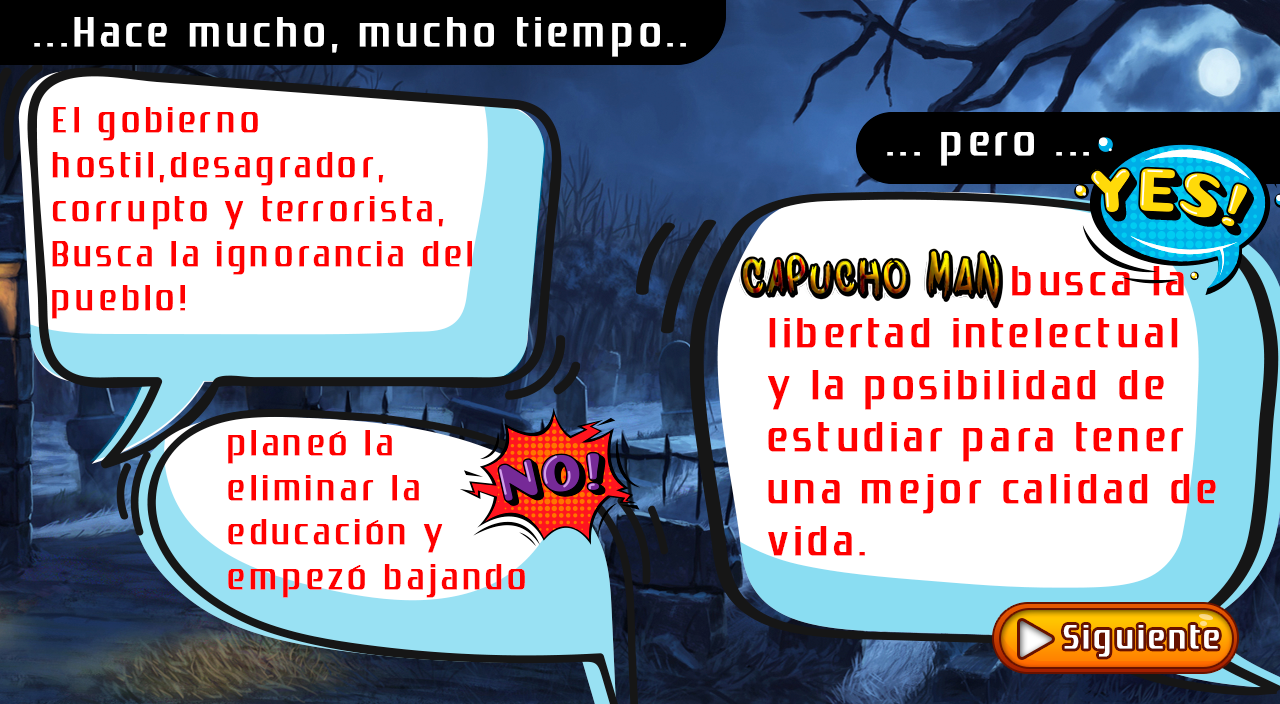 ...Hace mucho, mucho tiempo..
El gobierno
hostil,desagrador,
corrupto y terrorista,
Busca la ignorancia del
pueblo!
planeó la
eliminar la
educación y
empezó bajando
NO!
... pero ...
YES!
CAPUCHO MAN busca la
libertad intelectual
y la posibilidad de
estudiar para tener
una mejor calidad de
vida.
Siguiente